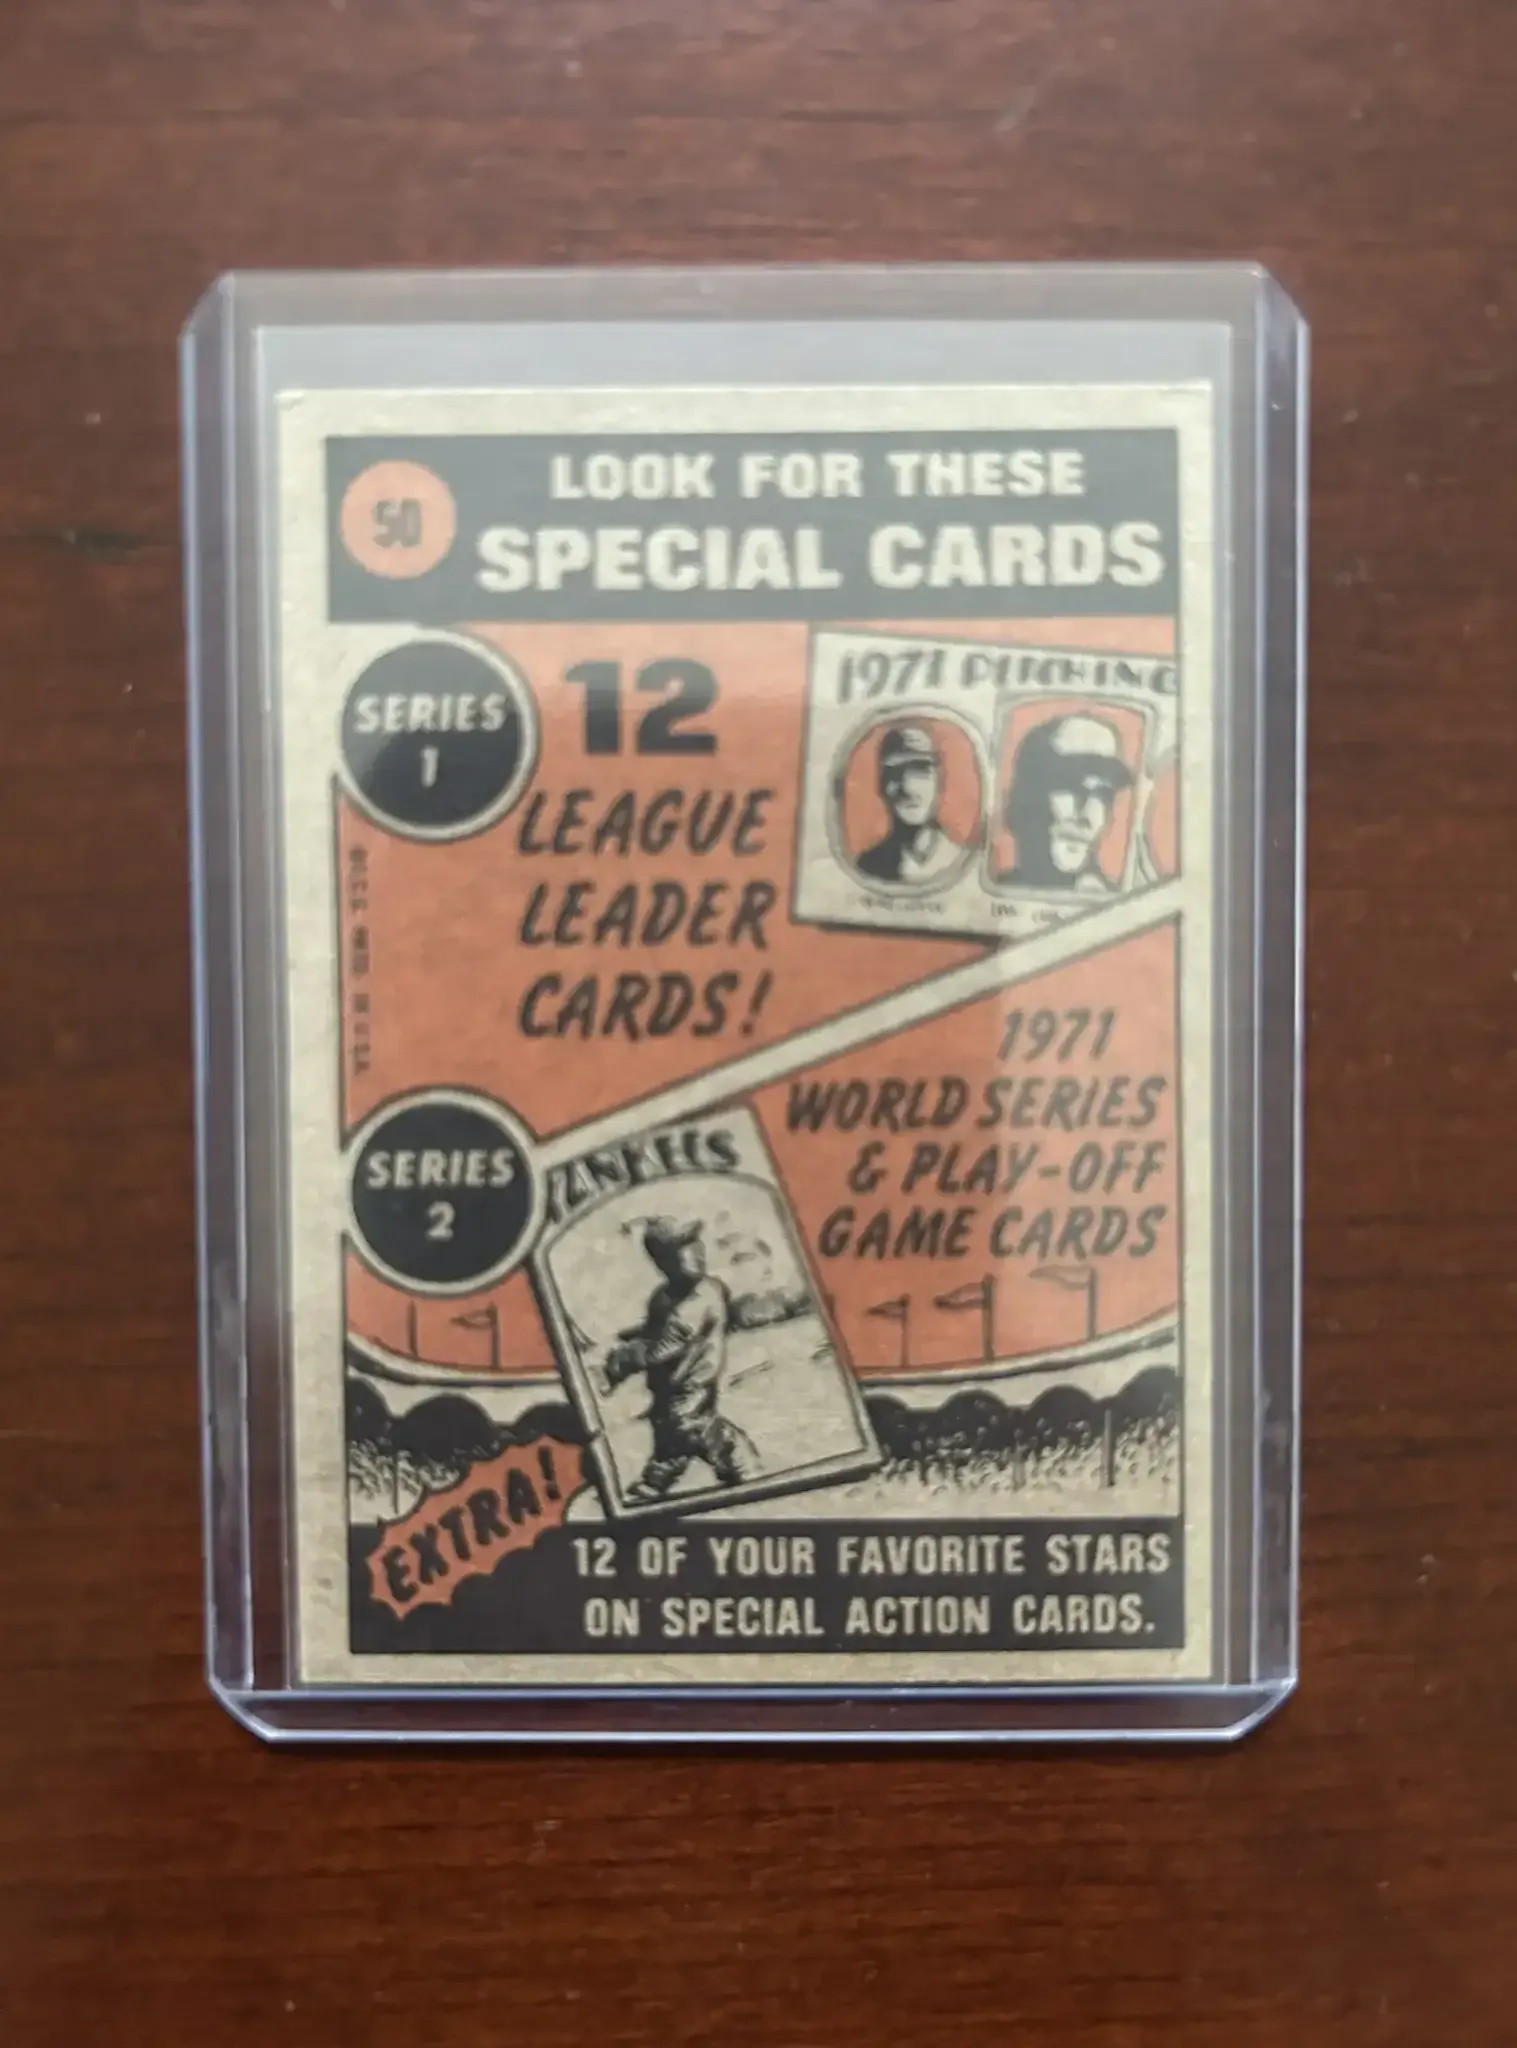 50
LOOK FOR THESE
SPECIAL CARDS
SERIES
1
12
LEAGUE
LEADER
CARDS!
1971 PITCHING
IN U.S.A.
SERIES
2
1971
WORLD SERIES
& PLAY-OFF
GAME CARDS
YANKEES
EXTRA!
12 OF YOUR FAVORITE STARS
ON SPECIAL ACTION CARDS.